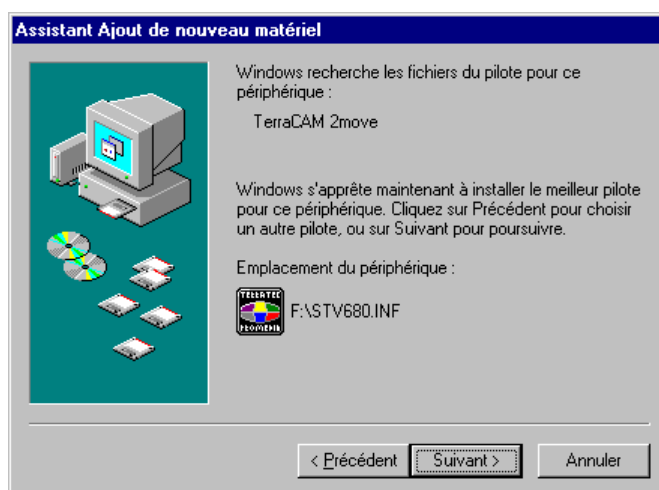 Assistant Ajout de nouveau matériel
Windows recherche les fichiers du pilote pour ce
périphérique :
TerraCAM 2move
Windows s'apprête maintenant à installer le meilleur pilote
pour ce périphérique. Cliquez sur Précédent pour choisir
un autre pilote, ou sur Suivant pour poursuivre.
Emplacement du périphérique :
TERRATEC
PROMEDIA
F:\STV680.INF
< Précédent
Suivant >
Annuler